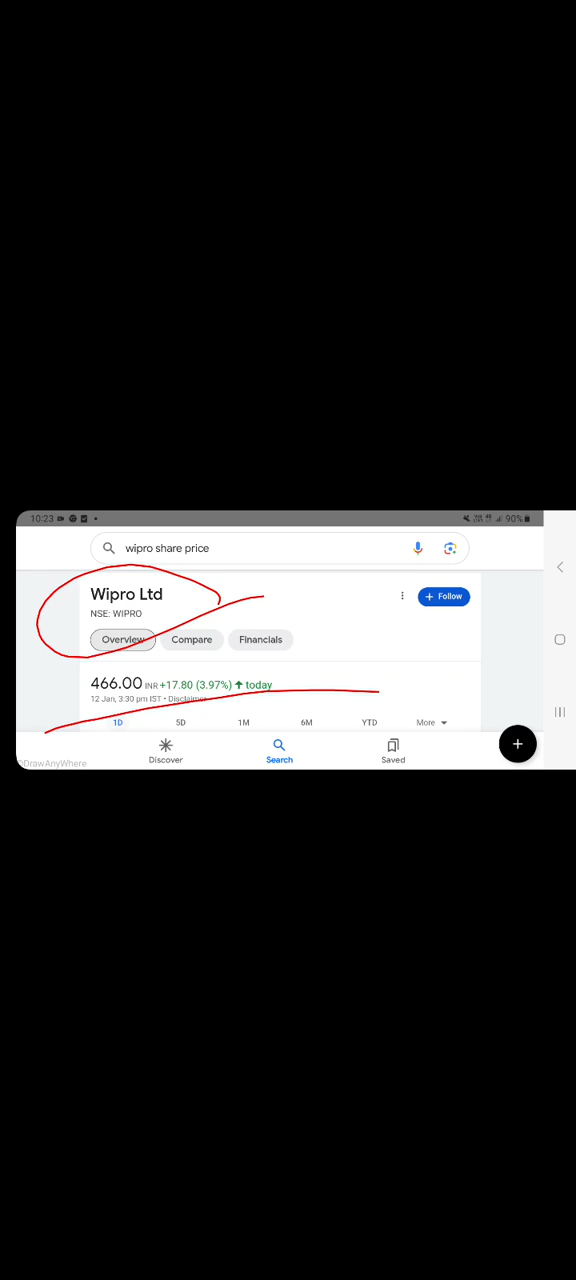 10:23
90%
wipro share price
Wipro Ltd
NSE: WIPRO
Follow
Overview Compare Financials
466.00 INR +17.80 (3.97%) today
12 Jan, 3:30 pm IST • Disclaimer
1D 5D 1M 6M YTD More
Discover Search Saved
DrawAnyWhere